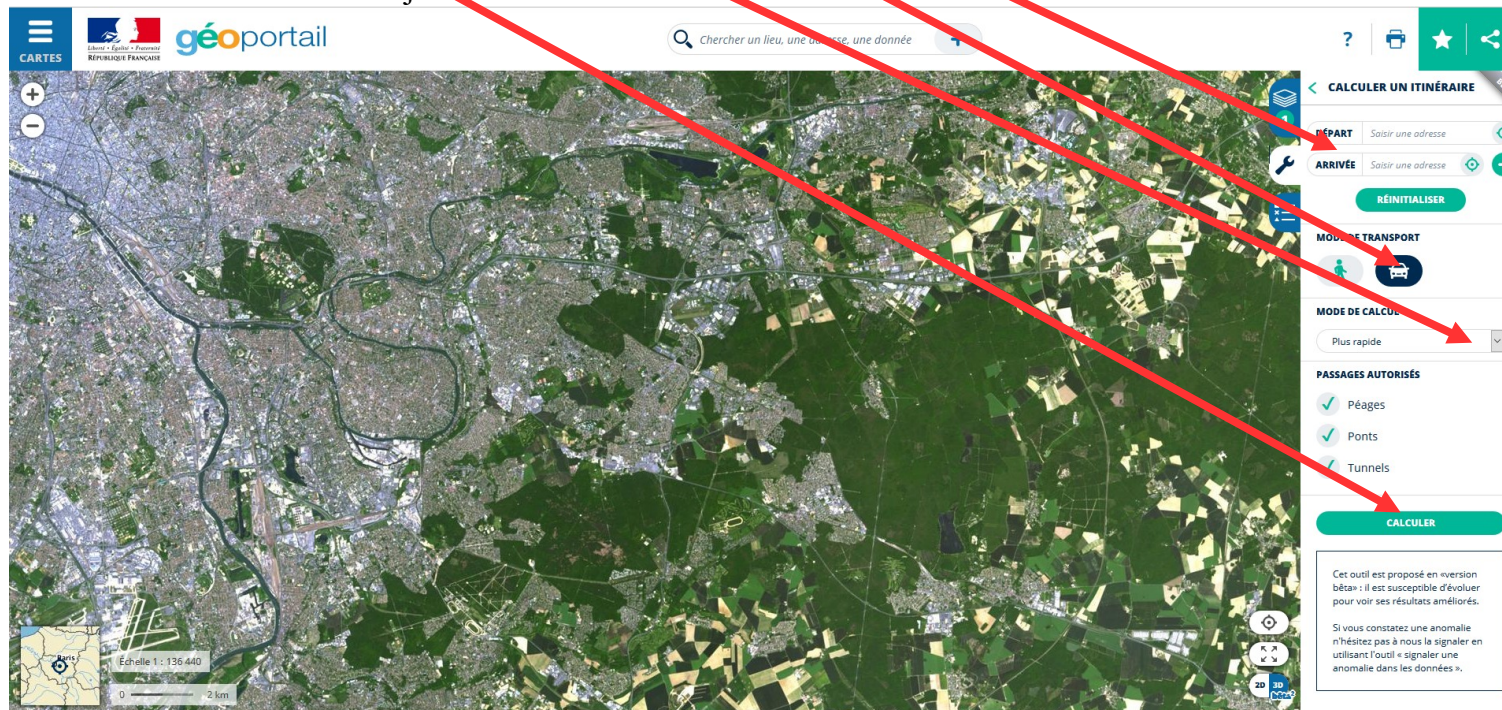 CARTES
Liberté • Égalité • Fraternité
RÉPUBLIQUE FRANÇAISE
géoportail
Chercher un lieu, une adresse, une donnée
+
?
CALCULER UN ITINÉRAIRE
1
DÉPART Saisir une adresse
ARRIVÉE Saisir une adresse
RÉINITIALISER
MODE DE TRANSPORT
MODE DE CALCUL
Plus rapide
PASSAGES AUTORISÉS
Péages
Ponts
Tunnels
CALCULER
Cet outil est proposé en «version
bêta» : il est susceptible d'évoluer
pour voir ses résultats améliorés.
Si vous constatez une anomalie
n'hésitez pas à nous la signaler en
utilisant l'outil « signaler une
anomalie dans les données ».
Paris
Échelle 1 : 136 440
0 2 km
2D 3D